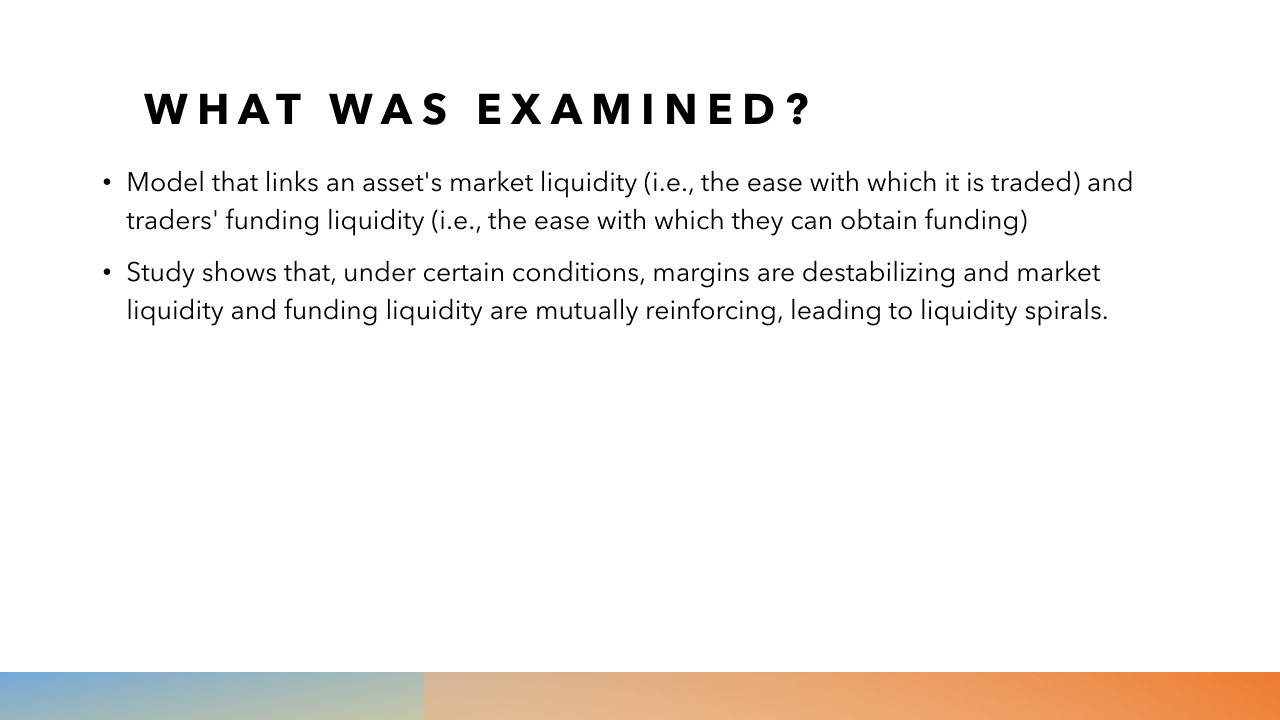 WHAT WAS EXAMINED?
• Model that links an asset's market liquidity (i.e., the ease with which it is traded) and
traders' funding liquidity (i.e., the ease with which they can obtain funding)
• Study shows that, under certain conditions, margins are destabilizing and market
liquidity and funding liquidity are mutually reinforcing, leading to liquidity spirals.